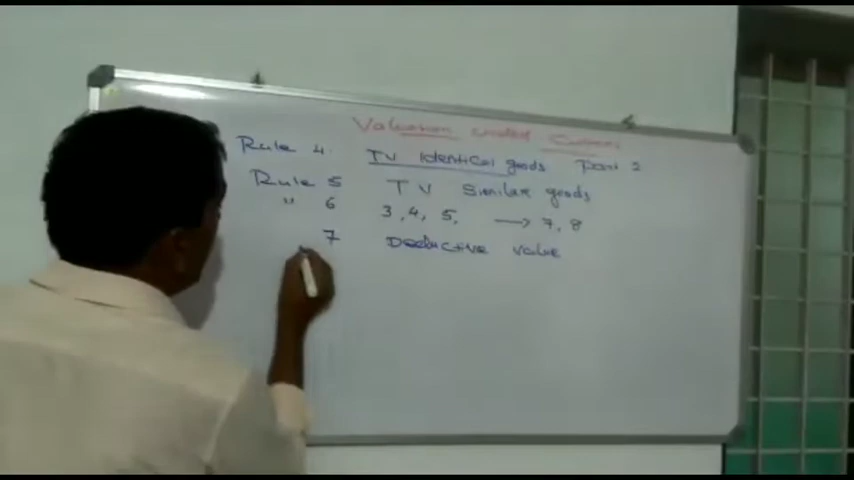 Valuation under Customs
Rule 4. TV Identical goods Part 2
Rule 5 TV Similar goods
" 6 3, 4, 5, → 7, 8
7 Deductive value